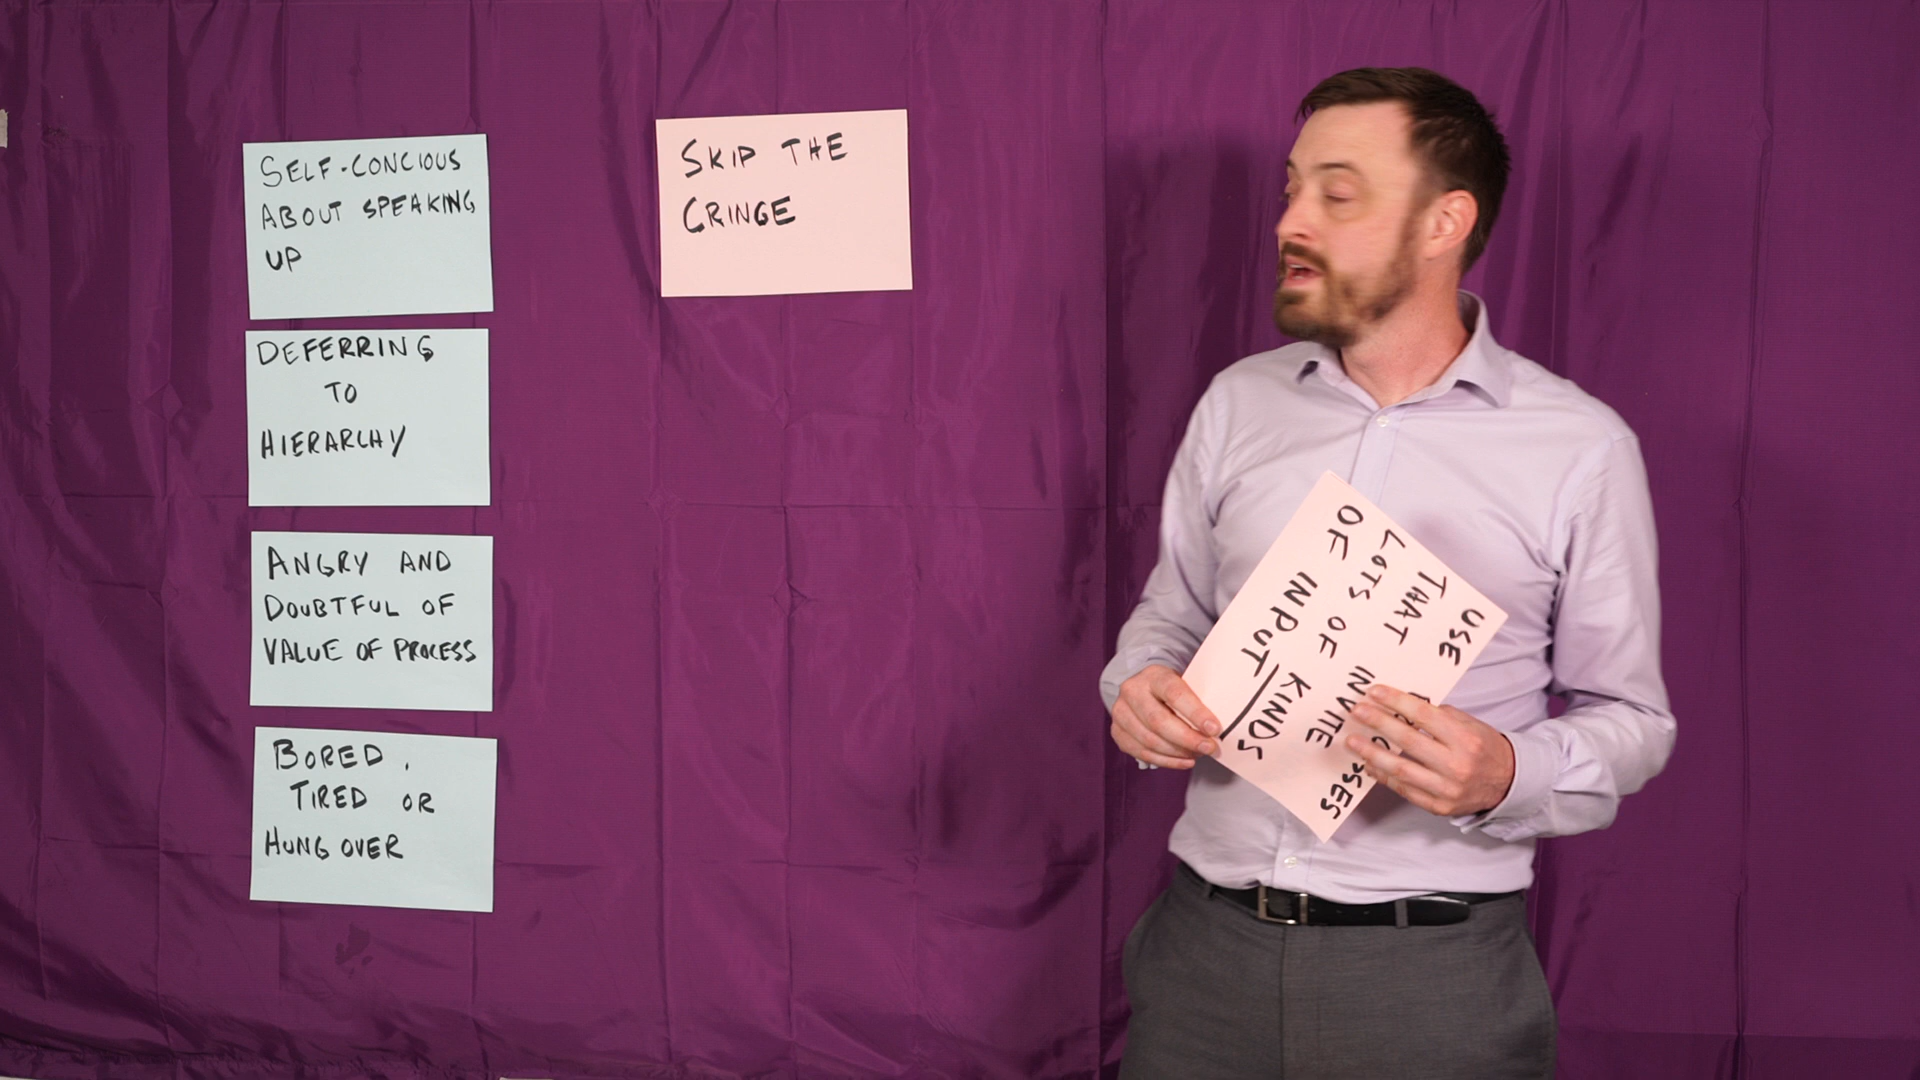 SELF-CONCIOUS
ABOUT SPEAKING
UP
DEFERRING
TO
HIERARCHY
ANGRY AND
DOUBTFUL OF
VALUE OF PROCESS
BORED,
TIRED OR
HUNG OVER
SKIP THE
CRINGE
USE
THAT INVITE
LOTS OF KINDS
OF INPUT